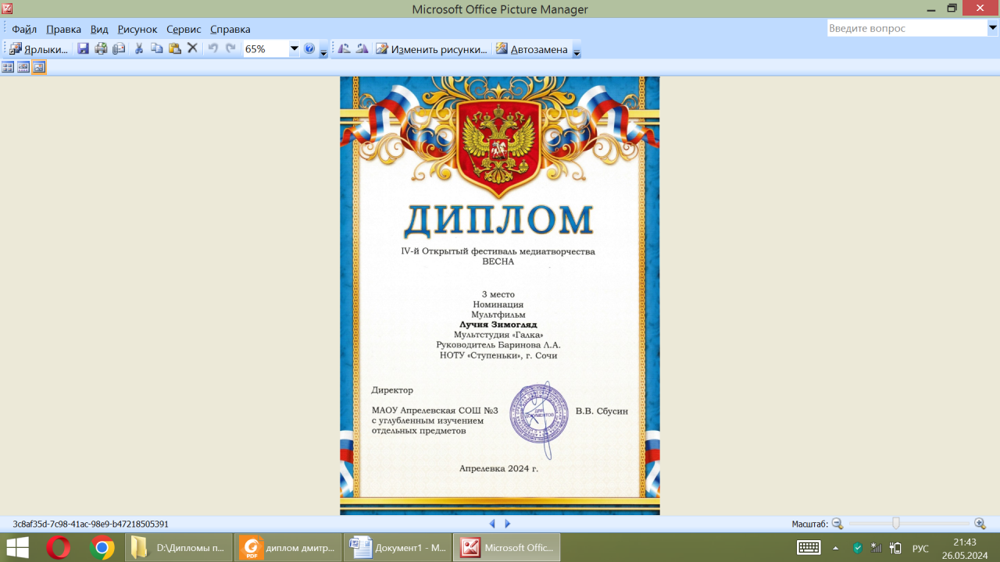 Microsoft Office Picture Manager
Файл Правка Вид Рисунок Сервис Справка
Введите вопрос
Ярлыки... 65% Изменить рисунки... Автозамена
ДИПЛОМ
IV-й Открытый фестиваль медиатворчества
ВЕСНА
3 место
Номинация
Мультфильм
Лучия Зимогляд
Мультстудия «Галка»
Руководитель Баринова Л.А.
НОТУ «Ступеньки», г. Сочи
Директор
МАОУ Апрелевская СОШ №3
с углубленным изучением
отдельных предметов
ДЛЯ
ДОКУМЕНТОВ
В.В. Сбусин
Апрелевка 2024 г.
3c8af35d-7c98-41ac-98e9-b47218505391
Масштаб:
D:\Дипломы п...
PDF
диплом дмитр...
Документ1 - М...
Microsoft Offic...
РУС
21:43
26.05.2024